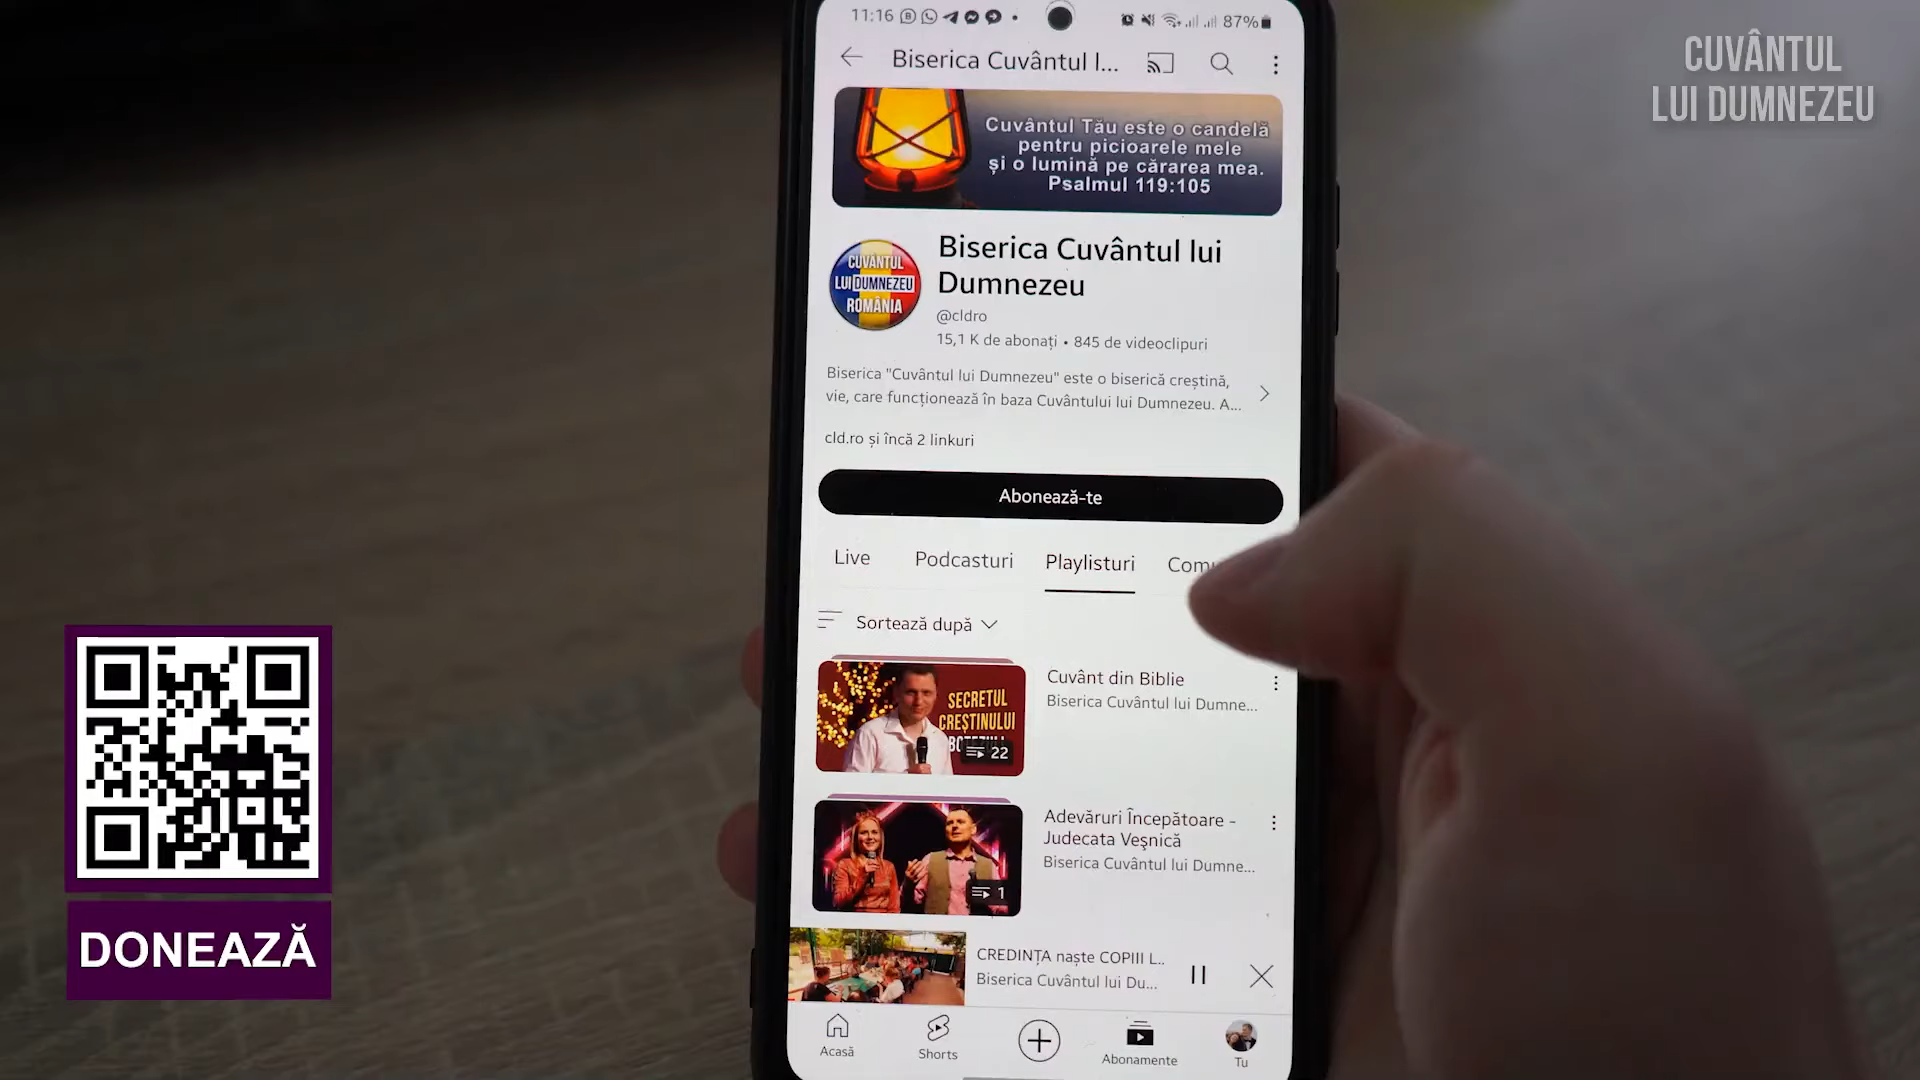 11:16
87%
CUVÂNTUL
LUI DUMNEZEU
Biserica Cuvântul l...
Cuvântul Tău este o candelă
pentru picioarele mele
și o lumină pe cărarea mea.
Psalmul 119:105
CUVÂNTUL
LUI DUMNEZEU
ROMÂNIA
Biserica Cuvântul lui
Dumnezeu
@cldro
15,1 K de abonați • 845 de videoclipuri
Biserica "Cuvântul lui Dumnezeu" este o biserică creștină,
vie, care funcționează în baza Cuvântului lui Dumnezeu. A...
cld.ro și încă 2 linkuri
Abonează-te
Live Podcasturi Playlisturi
Sortează după
SECRETUL
CREȘTINULUI
22
Cuvânt din Biblie
Biserica Cuvântul lui Dumne...
1
Adevăruri Începătoare -
Judecata Veşnică
Biserica Cuvântul lui Dumne...
CREDINȚA naște COPIII L..
Biserica Cuvântul lui Du...
Acasă
Shorts
Abonamente
Tu
DONEAZĂ